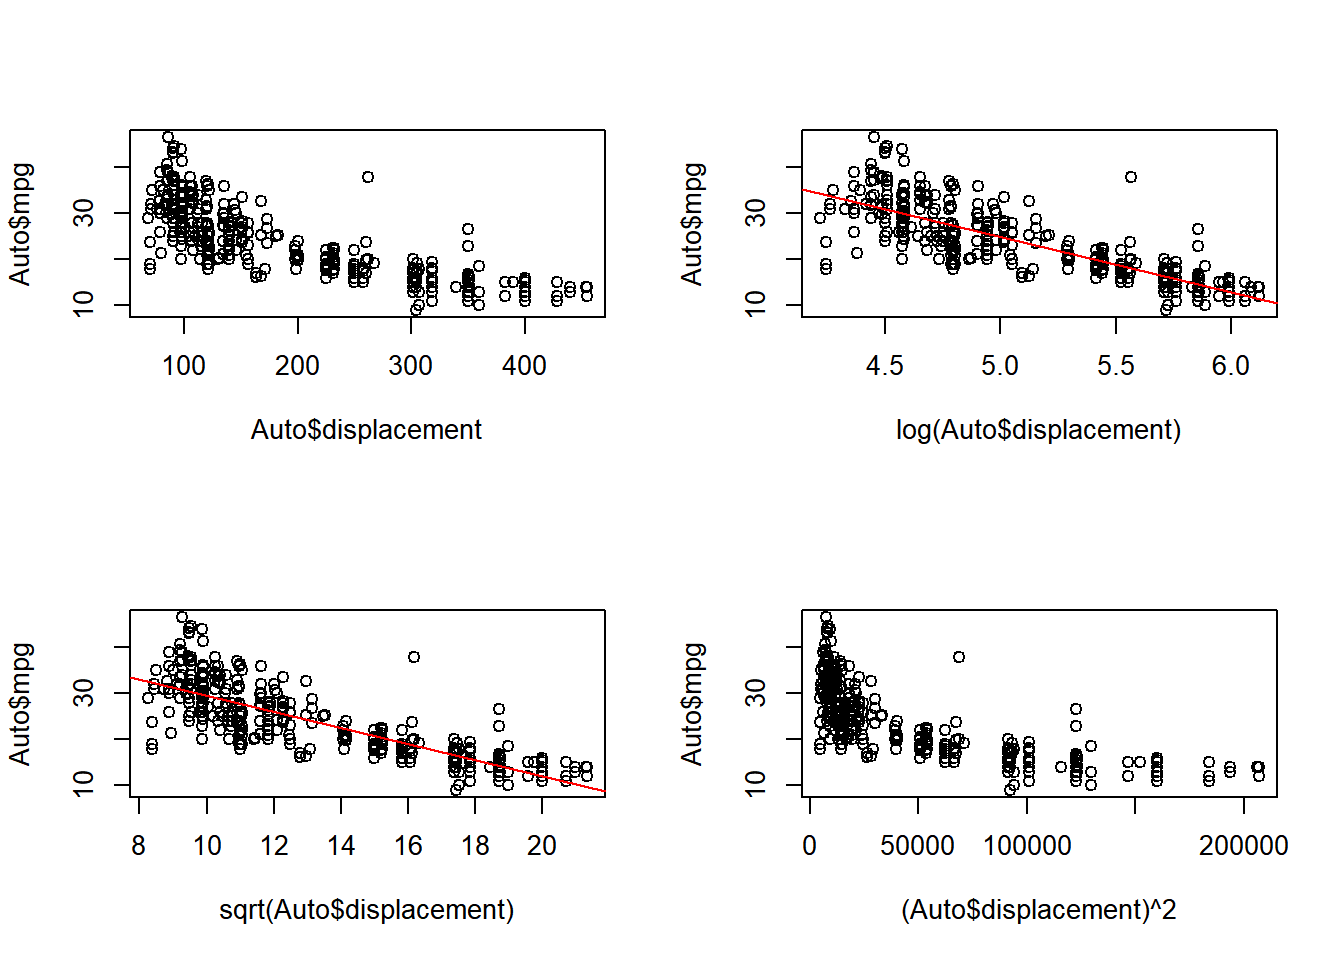 Auto$mpg
30
10
100 200 300 400
Auto$displacement
Auto$mpg
30
10
4.5 5.0 5.5 6.0
log(Auto$displacement)
Auto$mpg
30
10
8 10 12 14 16 18 20
sqrt(Auto$displacement)
Auto$mpg
30
10
0 50000 100000 200000
(Auto$displacement)^2